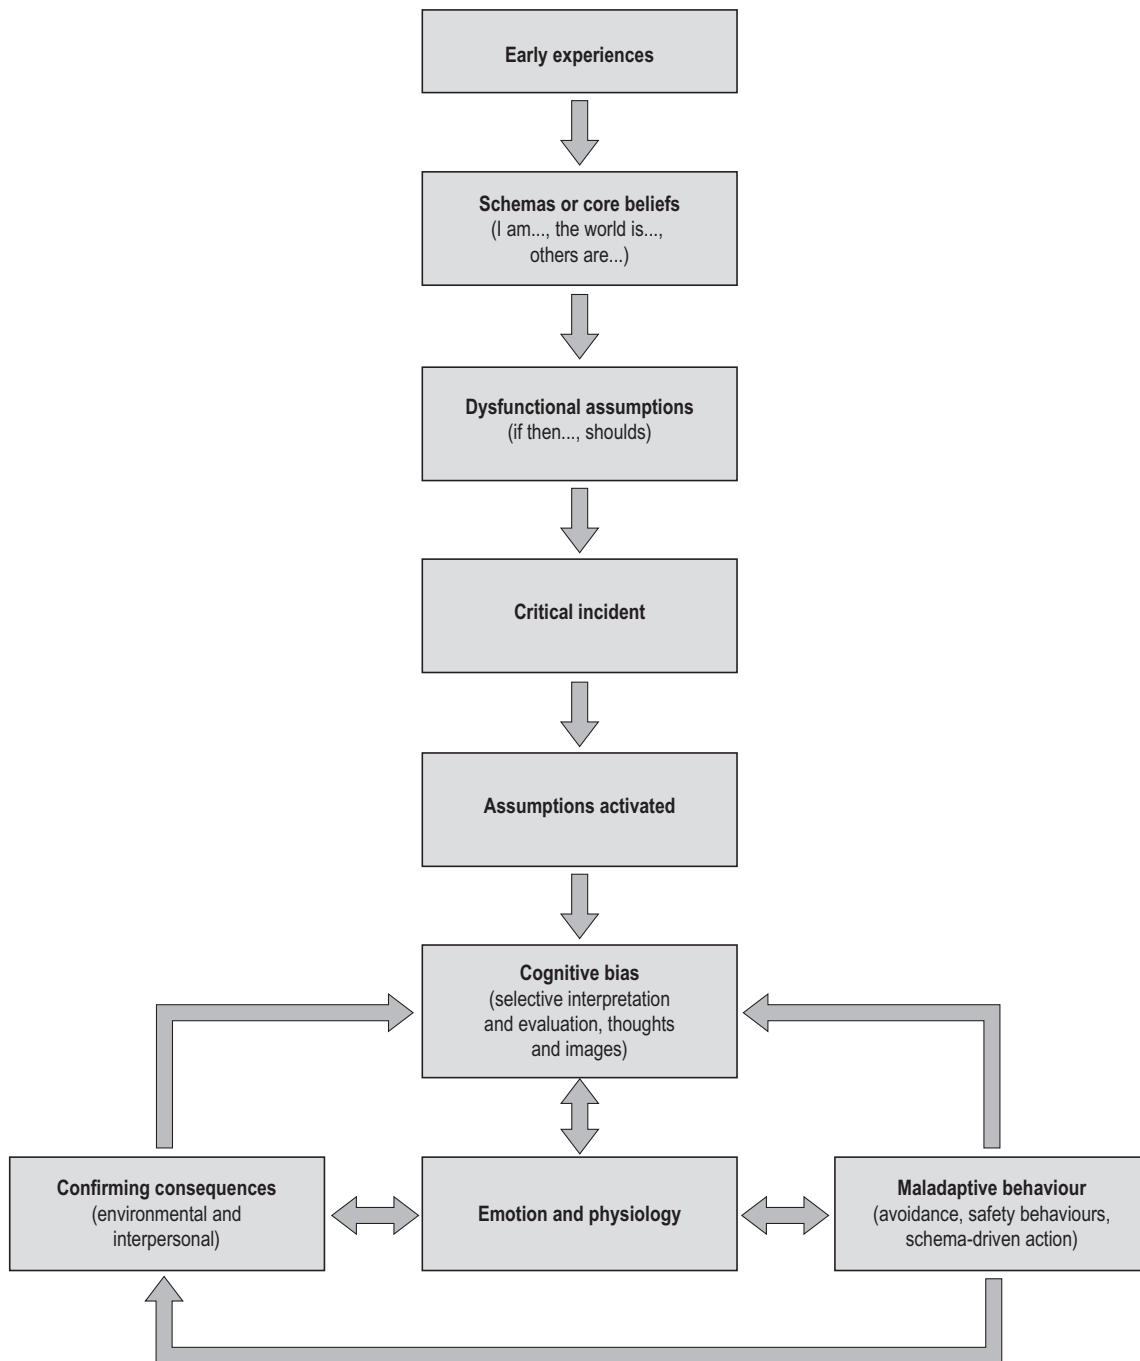 Early experiences
Schemas or core beliefs
(I am..., the world is...,
others are...)
Dysfunctional assumptions
(if then..., shoulds)
Critical incident
Assumptions activated
Cognitive bias
(selective interpretation
and evaluation, thoughts
and images)
Confirming consequences
(environmental and
interpersonal)
Emotion and physiology
Maladaptive behaviour
(avoidance, safety behaviours,
schema-driven action)